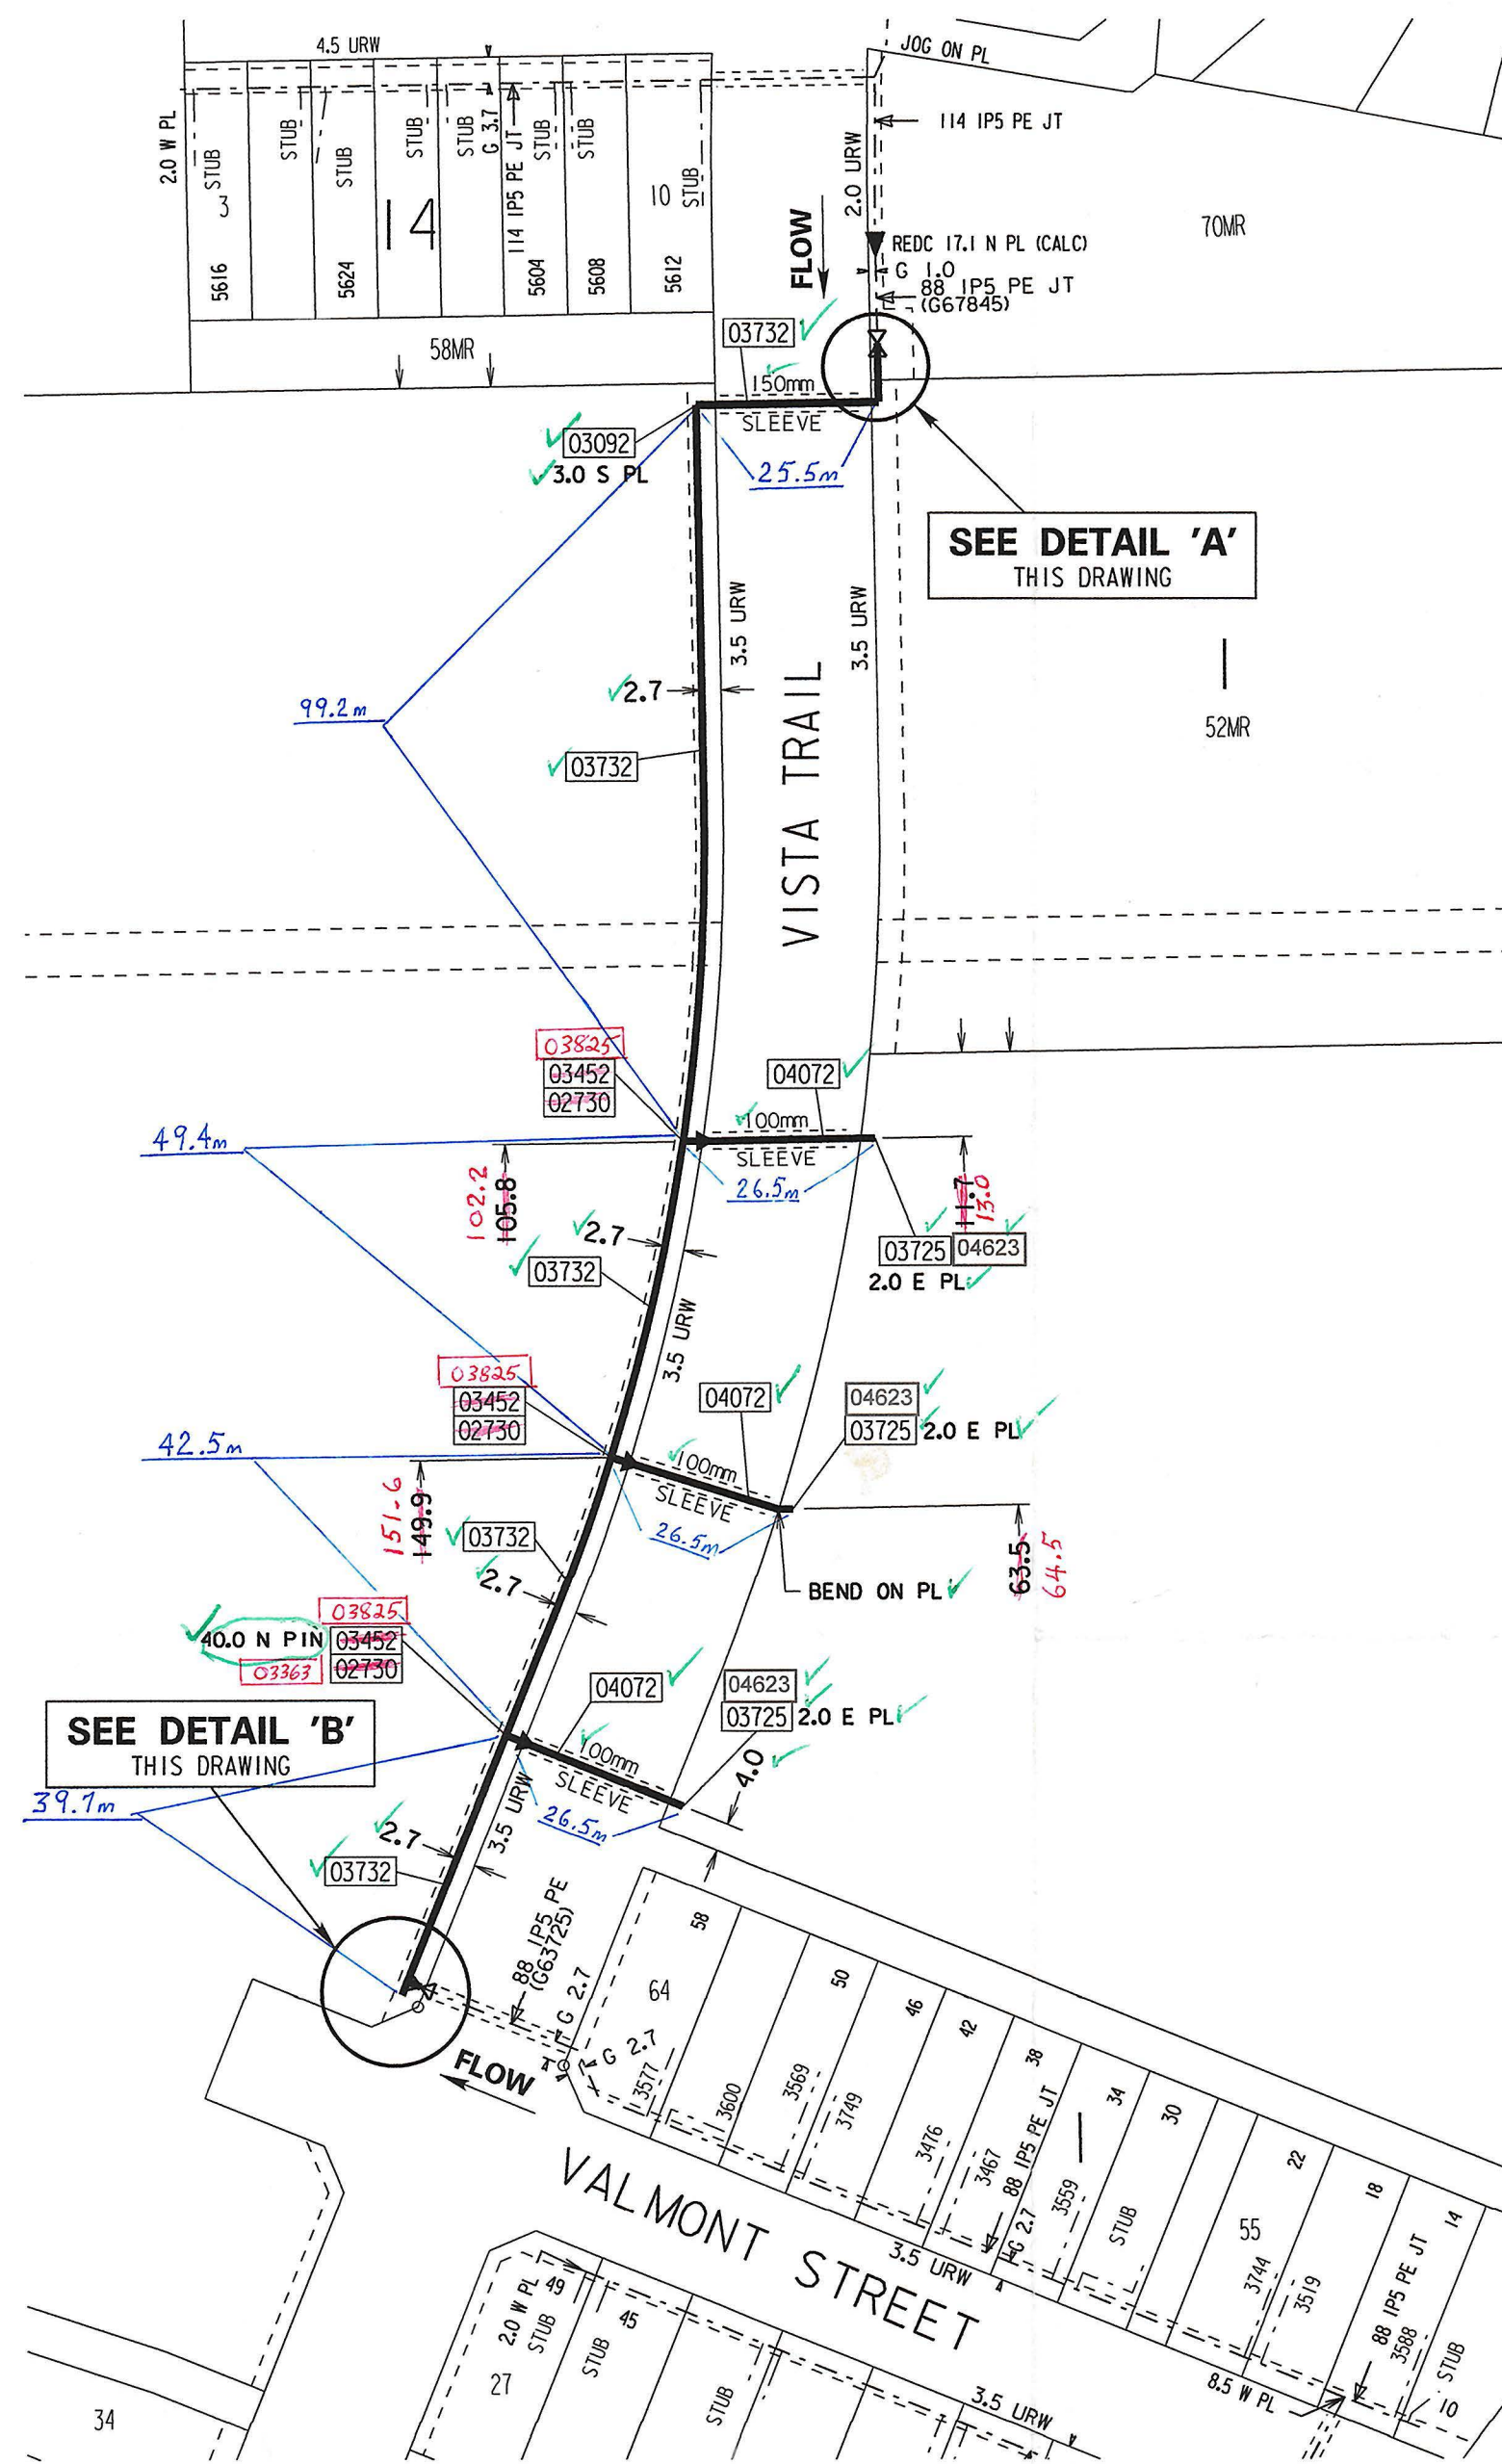 4.5 URW
JOG ON PL
2.0 W PL
STUB
STUB
STUB
STUB
STUB
G 3.7
114 IP5 PE JT
STUB
STUB
STUB
2.0 URW
114 IP5 PE JT
3
14
10
70MR
FLOW
REDC 17.1 N PL (CALC)
G 1.0
88 IP5 PE JT
(G67845)
5616
5624
5604
5608
5612
03732
58MR
150mm
SLEEVE
03092
3.0 S PL
25.5m
SEE DETAIL 'A'
THIS DRAWING
3.5 URW
3.5 URW
2.7
99.2m
52MR
03732
VISTA TRAIL
03825
03452
02730
04072
100mm
SLEEVE
49.4m
26.5m
102.2
105.8
11.7
13.0
2.7
03732
03725
04623
2.0 E PL
3.5 URW
03825
03452
02730
04072
04623
03725 2.0 E PL
42.5m
100mm
SLEEVE
26.5m
151.6
149.9
03732
2.7
BEND ON PL
63.5
64.5
03825
40.0 N PIN
03452
03363
02730
04072
04623
03725 2.0 E PL
SEE DETAIL 'B'
THIS DRAWING
100mm
SLEEVE
4.0
39.7m
26.5m
3.5 URW
2.7
03732
88 IP5 PE
(G63725)
G 2.7
G 2.7
FLOW
58
64
50
46
42
38
34
30
22
18
14
10
3577
3600
3569
3749
3476
3467
88 IP5 PE JT
G 2.7
3559
STUB
55
3744
3519
88 IP5 PE JT
3588
STUB
VALMONT STREET
3.5 URW
8.5 W PL
2.0 W PL
49
STUB
45
STUB
27
STUB
3.5 URW
34